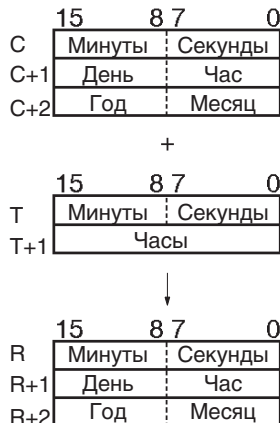 15 8 7 0
C Минуты Секунды
C+1 День Час
C+2 Год Месяц
+
15 8 7 0
T Минуты Секунды
T+1 Часы
15 8 7 0
R Минуты Секунды
R+1 День Час
R+2 Год Месяц